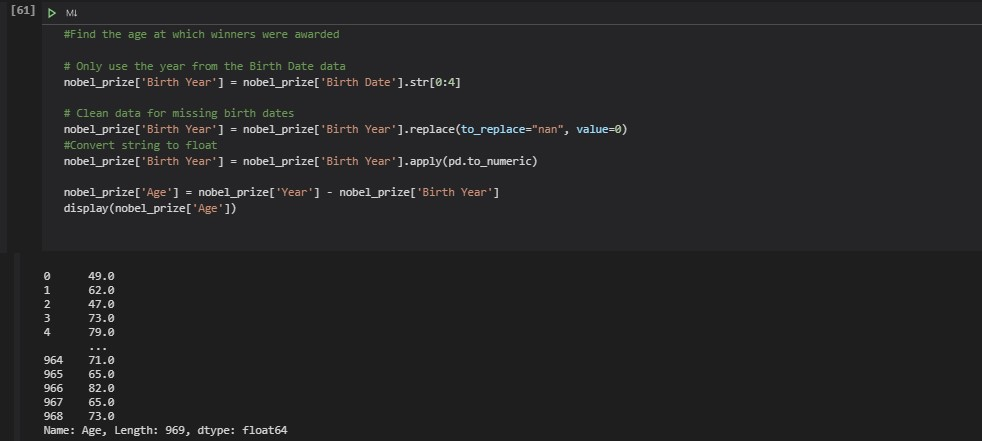 [61]
M↓
#Find the age at which winners were awarded
# Only use the year from the Birth Date data
nobel_prize['Birth Year'] = nobel_prize['Birth Date'].str[0:4]
# Clean data for missing birth dates
nobel_prize['Birth Year'] = nobel_prize['Birth Year'].replace(to_replace="nan", value=0)
#Convert string to float
nobel_prize['Birth Year'] = nobel_prize['Birth Year'].apply(pd.to_numeric)
nobel_prize['Age'] = nobel_prize['Year'] - nobel_prize['Birth Year']
display(nobel_prize['Age'])
0 49.0
1 62.0
2 47.0
3 73.0
4 79.0
...
964 71.0
965 65.0
966 82.0
967 65.0
968 73.0
Name: Age, Length: 969, dtype: float64